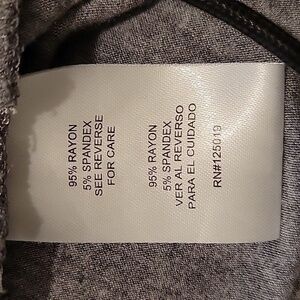 95% RAYON
5% SPANDEX
SEE REVERSE
FOR CARE
95% RAYON
5% SPANDEX
VER AL REVERSO
PARA EL CUIDADO
RN#125019